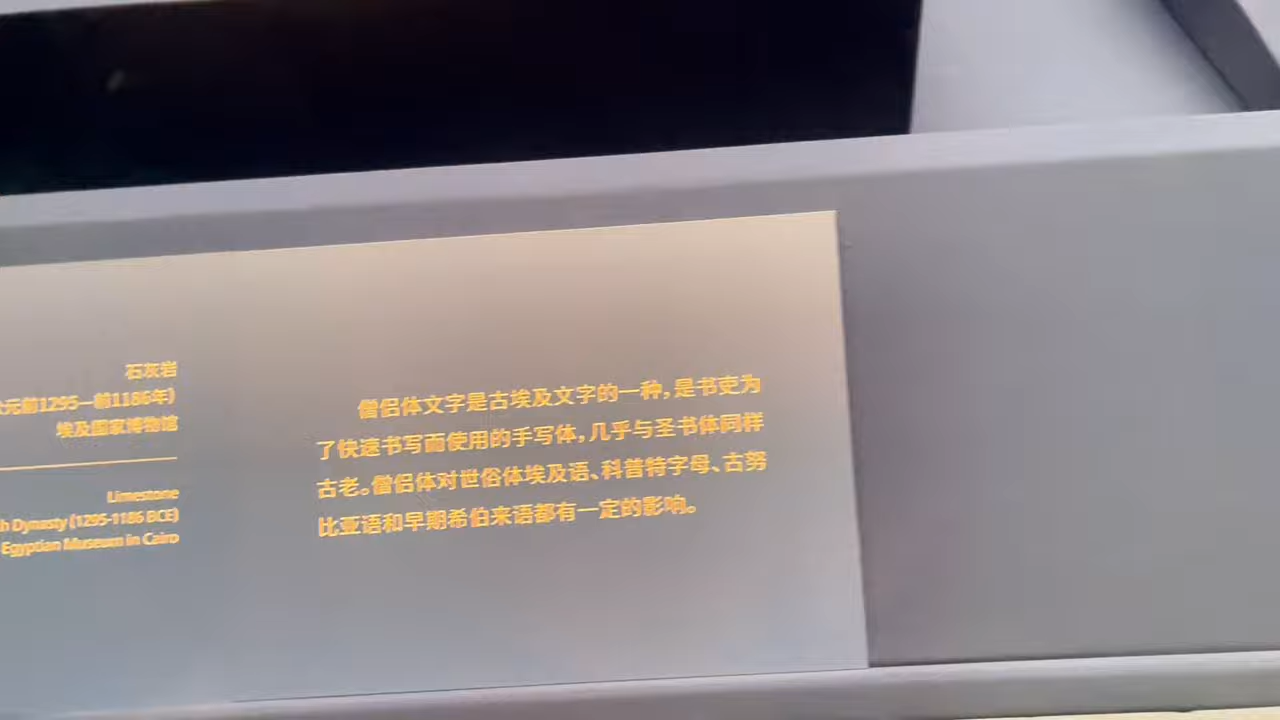 石灰岩
元前1295—前1186年）
埃及国家博物馆
Limestone
h Dynasty (1295-1186 BCE)
Egyptian Museum in Cairo
僧侣体文字是古埃及文字的一种，是书吏为
了快速书写而使用的手写体，几乎与圣书体同样
古老。僧侣体对世俗体埃及语、科普特字母、古努
比亚语和早期希伯来语都有一定的影响。